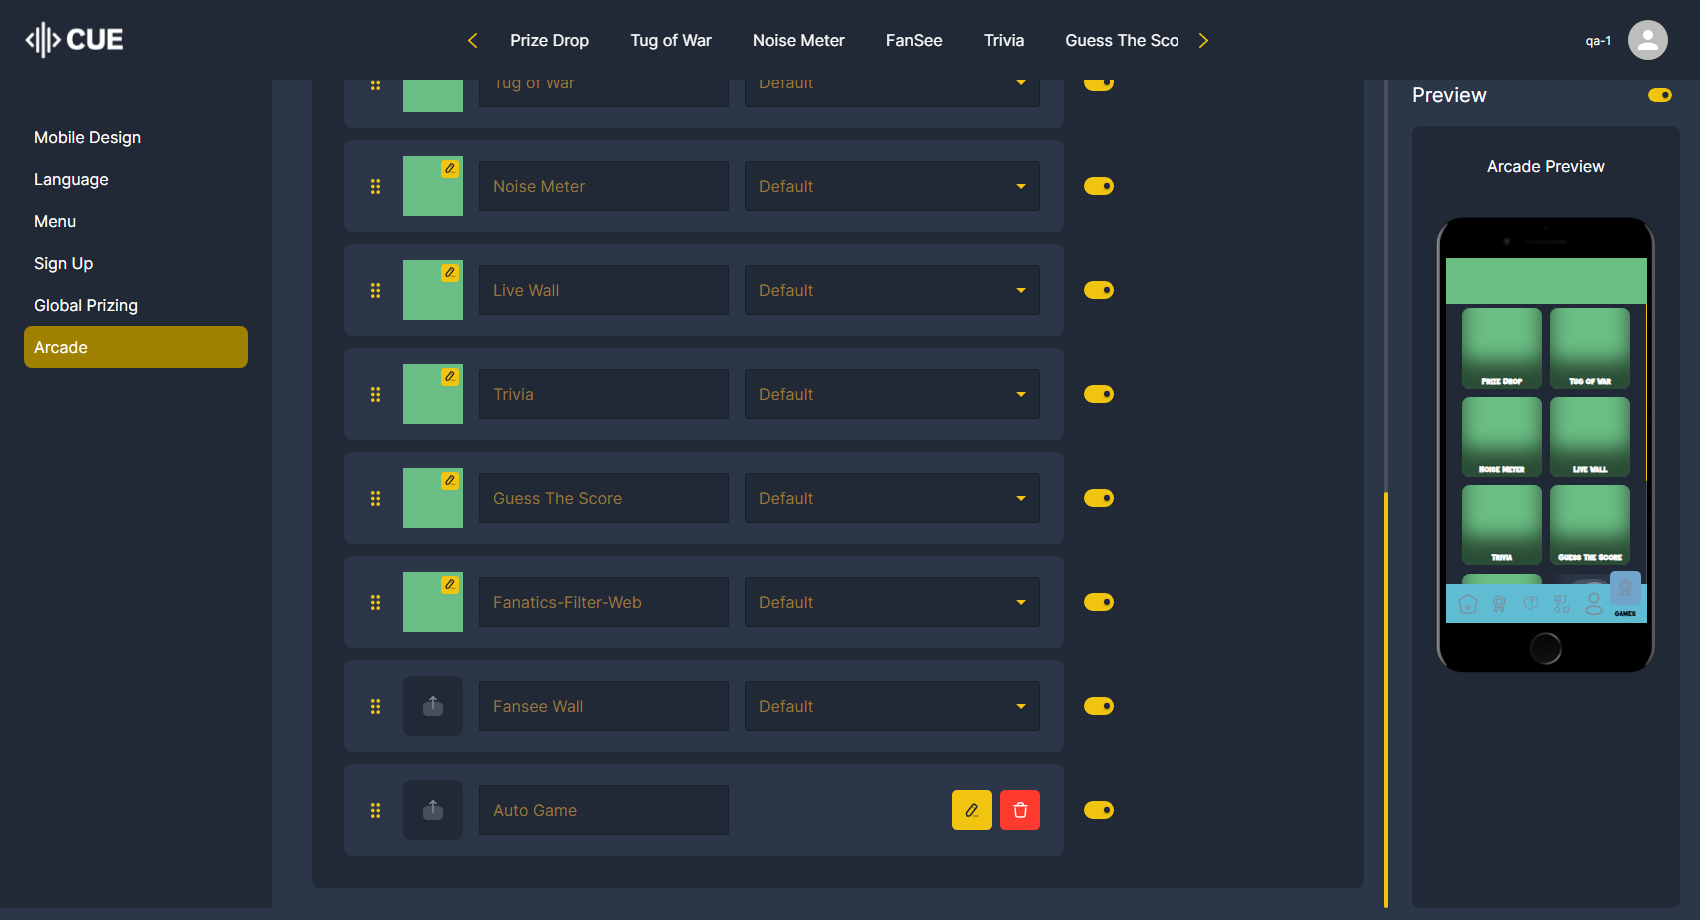 CUE
Prize Drop
Tug of War
Noise Meter
FanSee
Trivia
Guess The Sco
qa-1
Mobile Design
Language
Menu
Sign Up
Global Prizing
Arcade
Tug of War
Default
Noise Meter
Default
Live Wall
Default
Trivia
Default
Guess The Score
Default
Fanatics-Filter-Web
Default
Fansee Wall
Default
Auto Game
Preview
Arcade Preview
Prize Drop
Tug of War
Noise Meter
Live Wall
Trivia
Guess The Score
GAMES